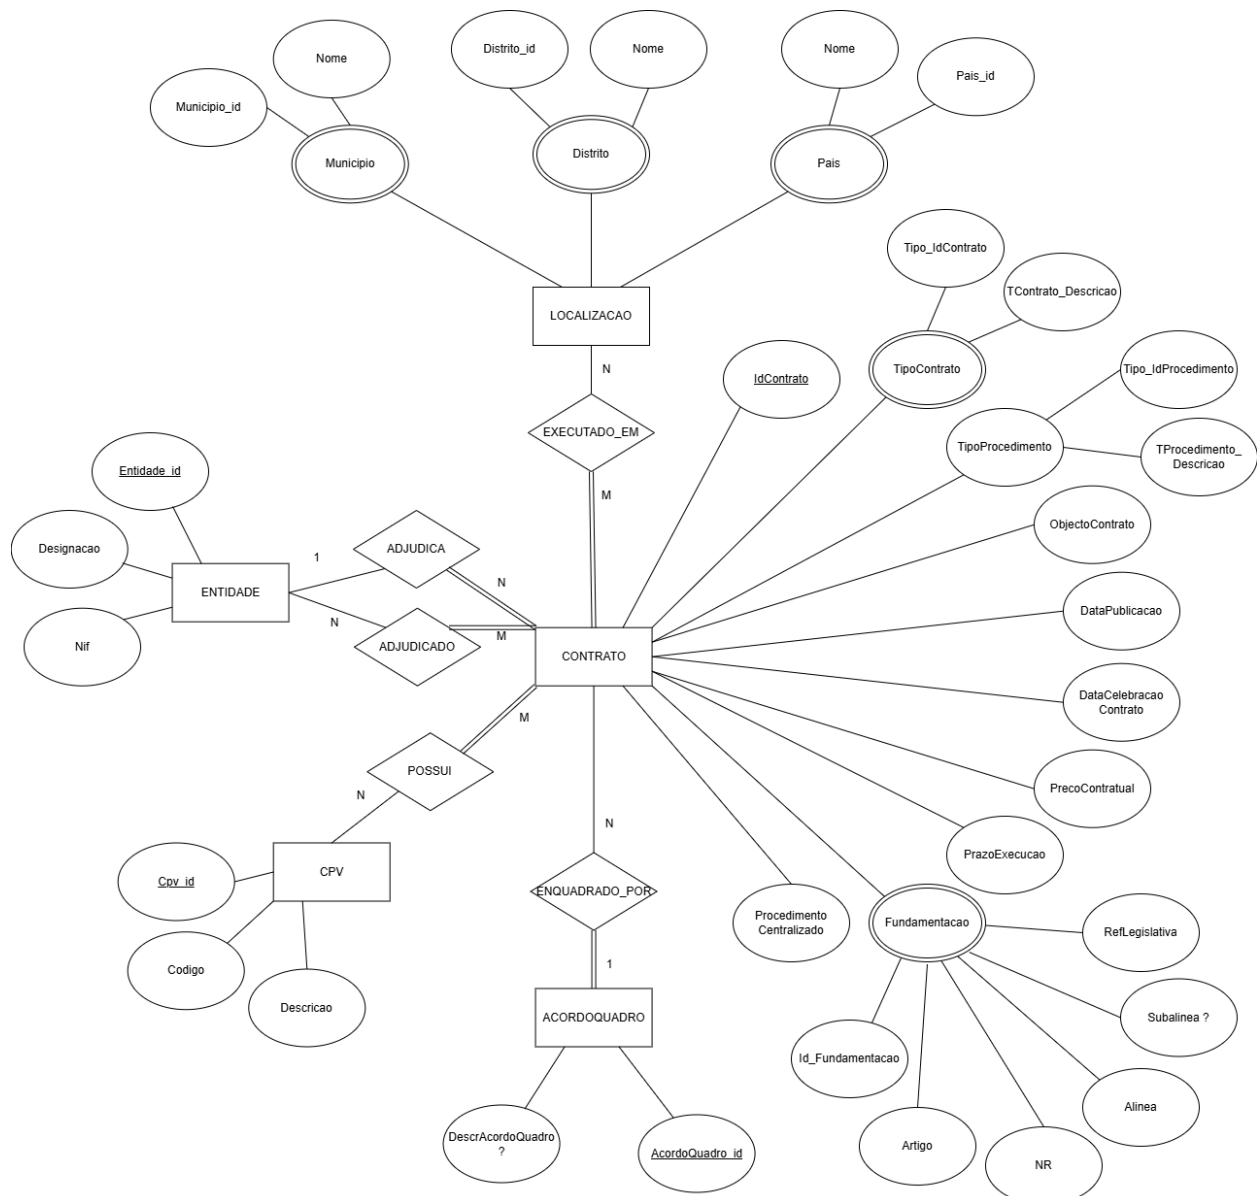 Distrito_id
Nome
Nome
Nome
Pais_id
Municipio_id
Municipio
Distrito
Pais
Tipo_IdContrato
TContrato_Descricao
LOCALIZACAO
TipoContrato
Tipo_IdProcedimento
N
IdContrato
EXECUTADO_EM
TipoProcedimento
TProcedimento_
Descricao
Entidade_id
M
ObjectoContrato
Designacao
ADJUDICA
1
N
ENTIDADE
DataPublicacao
N
M
Nif
ADJUDICADO
CONTRATO
DataCelebracao
Contrato
M
POSSUI
N
PrecoContratual
N
PrazoExecucao
CPV
Cpv_id
ENQUADRADO_POR
Procedimento
Centralizado
Fundamentacao
RefLegislativa
1
Codigo
Descricao
ACORDOQUADRO
Subalinea ?
Id_Fundamentacao
Alinea
DescrAcordoQuadro
?
AcordoQuadro_id
Artigo
NR